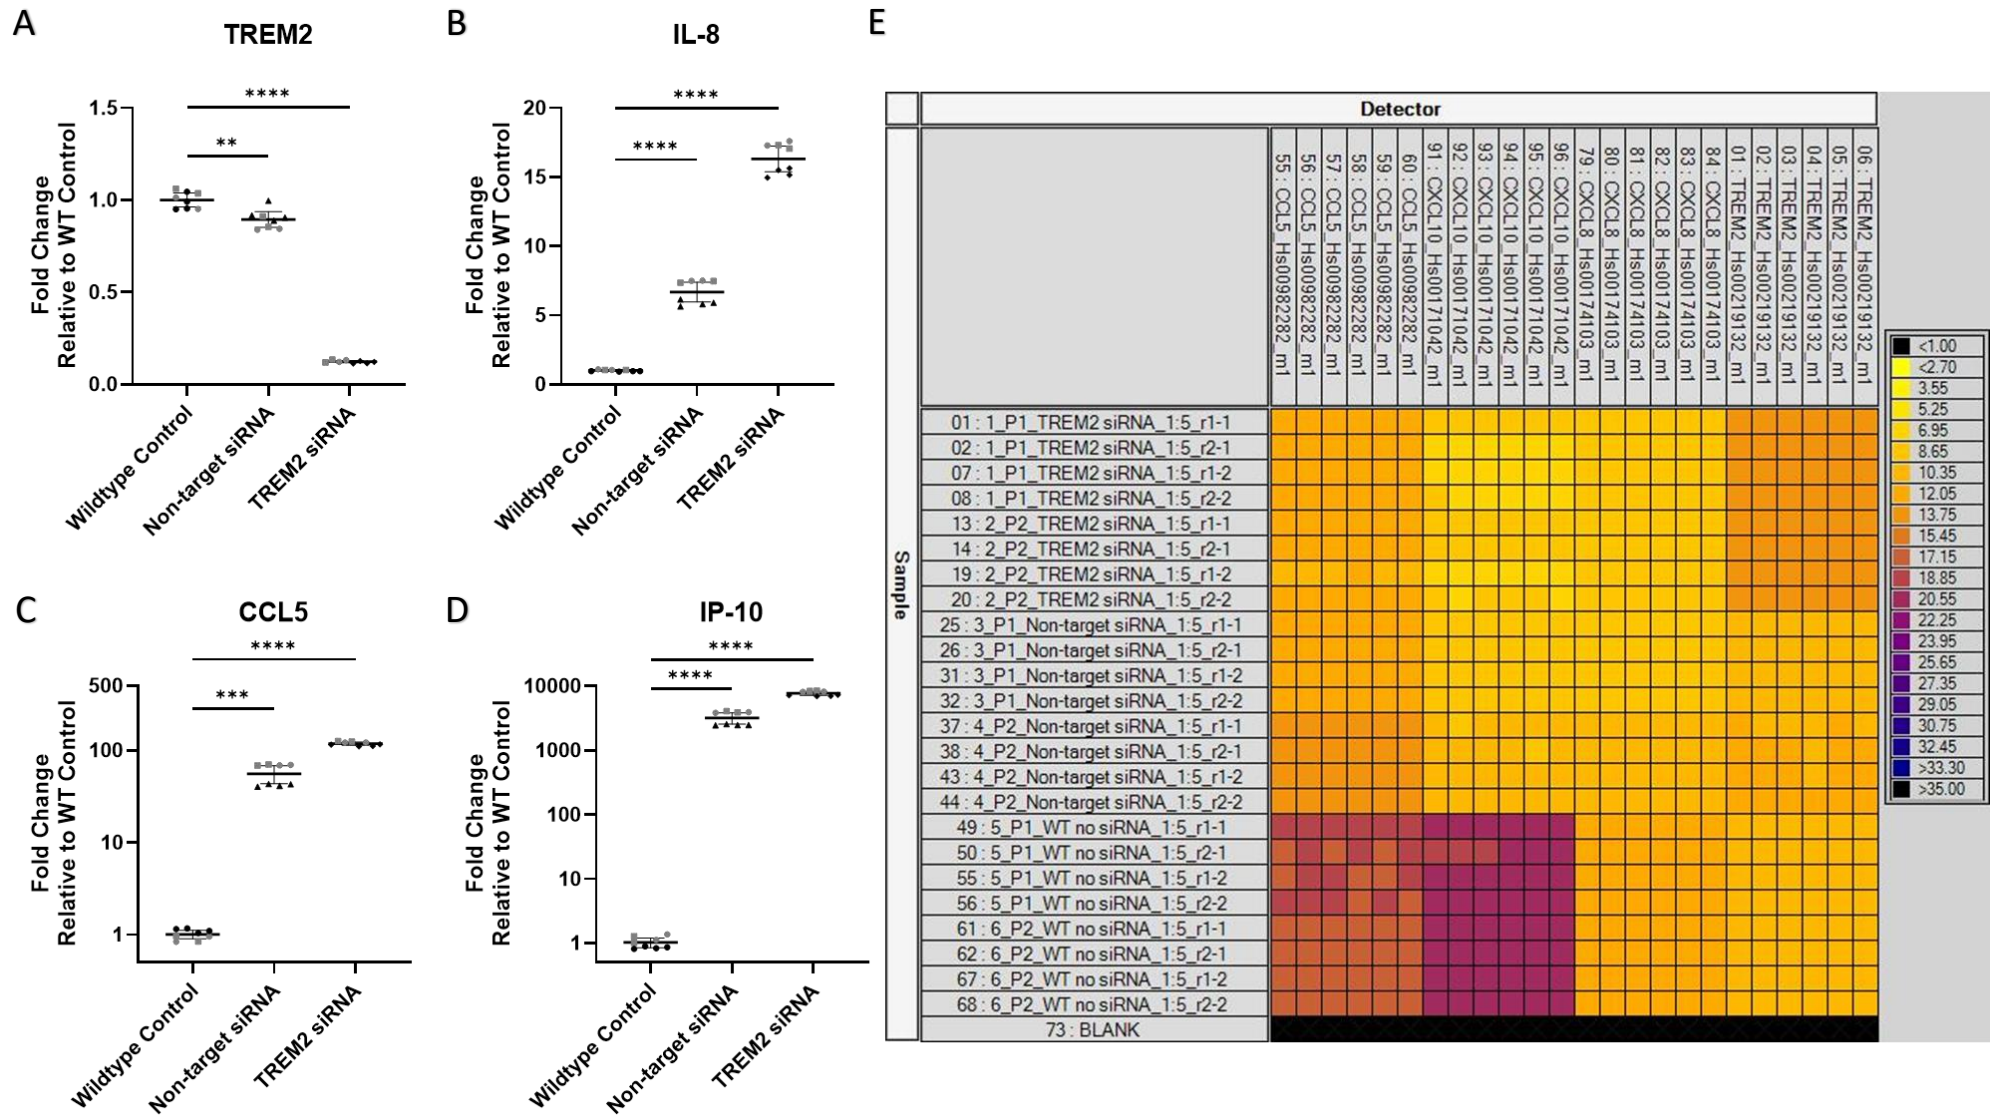 A
TREM2
Fold Change
Relative to WT Control
1.5
1.0
0.5
0.0
****
**
Wildtype Control
Non-target siRNA
TREM2 siRNA
B
IL-8
Fold Change
Relative to WT Control
20
15
10
5
0
****
****
Wildtype Control
Non-target siRNA
TREM2 siRNA
C
CCL5
Fold Change
Relative to WT Control
500
100
10
1
****
***
Wildtype Control
Non-target siRNA
TREM2 siRNA
D
IP-10
Fold Change
Relative to WT Control
10000
1000
100
10
1
****
****
Wildtype Control
Non-target siRNA
TREM2 siRNA
E
Detector
55 : CCL5_Hs00982282_m1
56 : CCL5_Hs00982282_m1
57 : CCL5_Hs00982282_m1
58 : CCL5_Hs00982282_m1
59 : CCL5_Hs00982282_m1
60 : CCL5_Hs00982282_m1
91 : CXCL10_Hs00171042_m1
92 : CXCL10_Hs00171042_m1
93 : CXCL10_Hs00171042_m1
94 : CXCL10_Hs00171042_m1
95 : CXCL10_Hs00171042_m1
96 : CXCL10_Hs00171042_m1
79 : CXCL8_Hs00174103_m1
80 : CXCL8_Hs00174103_m1
81 : CXCL8_Hs00174103_m1
82 : CXCL8_Hs00174103_m1
83 : CXCL8_Hs00174103_m1
84 : CXCL8_Hs00174103_m1
01 : TREM2_Hs00219132_m1
02 : TREM2_Hs00219132_m1
03 : TREM2_Hs00219132_m1
04 : TREM2_Hs00219132_m1
05 : TREM2_Hs00219132_m1
06 : TREM2_Hs00219132_m1
Sample
01 : 1_P1_TREM2 siRNA_1:5_r1-1
02 : 1_P1_TREM2 siRNA_1:5_r2-1
07 : 1_P1_TREM2 siRNA_1:5_r1-2
08 : 1_P1_TREM2 siRNA_1:5_r2-2
13 : 2_P2_TREM2 siRNA_1:5_r1-1
14 : 2_P2_TREM2 siRNA_1:5_r2-1
19 : 2_P2_TREM2 siRNA_1:5_r1-2
20 : 2_P2_TREM2 siRNA_1:5_r2-2
25 : 3_P1_Non-target siRNA_1:5_r1-1
26 : 3_P1_Non-target siRNA_1:5_r2-1
31 : 3_P1_Non-target siRNA_1:5_r1-2
32 : 3_P1_Non-target siRNA_1:5_r2-2
37 : 4_P2_Non-target siRNA_1:5_r1-1
38 : 4_P2_Non-target siRNA_1:5_r2-1
43 : 4_P2_Non-target siRNA_1:5_r1-2
44 : 4_P2_Non-target siRNA_1:5_r2-2
49 : 5_P1_WT no siRNA_1:5_r1-1
50 : 5_P1_WT no siRNA_1:5_r2-1
55 : 5_P1_WT no siRNA_1:5_r1-2
56 : 5_P1_WT no siRNA_1:5_r2-2
61 : 6_P2_WT no siRNA_1:5_r1-1
62 : 6_P2_WT no siRNA_1:5_r2-1
67 : 6_P2_WT no siRNA_1:5_r1-2
68 : 6_P2_WT no siRNA_1:5_r2-2
73 : BLANK
<1.00
<2.70
3.55
5.25
6.95
8.65
10.35
12.05
13.75
15.45
17.15
18.85
20.55
22.25
23.95
25.65
27.35
29.05
30.75
32.45
>33.30
>35.00